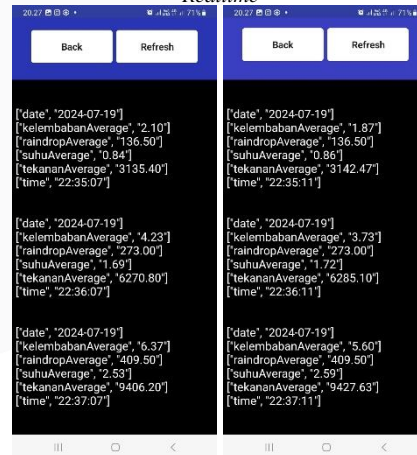 Realtime
20.27
71%
Back Refresh
["date", "2024-07-19"]
["kelembabanAverage", "2.10"]
["raindropAverage", "136.50"]
["suhuAverage", "0.84"]
["tekananAverage", "3135.40"]
["time", "22:35:07"]
["date", "2024-07-19"]
["kelembabanAverage", "4.23"]
["raindropAverage", "273.00"]
["suhuAverage", "1.69"]
["tekananAverage", "6270.80"]
["time", "22:36:07"]
["date", "2024-07-19"]
["kelembabanAverage", "6.37"]
["raindropAverage", "409.50"]
["suhuAverage", "2.53"]
["tekananAverage", "9406.20"]
["time", "22:37:07"]
20.27
71%
Back Refresh
["date", "2024-07-19"]
["kelembabanAverage", "1.87"]
["raindropAverage", "136.50"]
["suhuAverage", "0.86"]
["tekananAverage", "3142.47"]
["time", "22:35:11"]
["date", "2024-07-19"]
["kelembabanAverage", "3.73"]
["raindropAverage", "273.00"]
["suhuAverage", "1.72"]
["tekananAverage", "6285.10"]
["time", "22:36:11"]
["date", "2024-07-19"]
["kelembabanAverage", "5.60"]
["raindropAverage", "409.50"]
["suhuAverage", "2.59"]
["tekananAverage", "9427.63"]
["time", "22:37:11"]